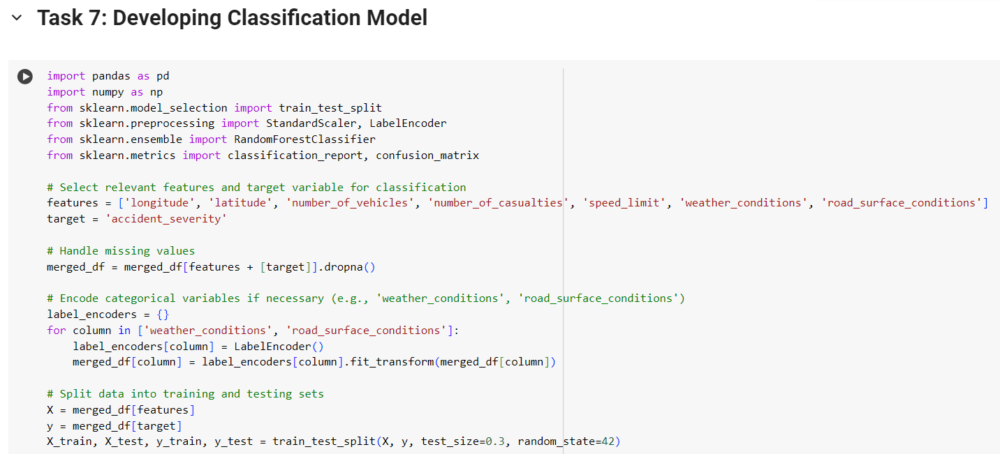 Task 7: Developing Classification Model
import pandas as pd
import numpy as np
from sklearn.model_selection import train_test_split
from sklearn.preprocessing import StandardScaler, LabelEncoder
from sklearn.ensemble import RandomForestClassifier
from sklearn.metrics import classification_report, confusion_matrix

# Select relevant features and target variable for classification
features = ['longitude', 'latitude', 'number_of_vehicles', 'number_of_casualties', 'speed_limit', 'weather_conditions', 'road_surface_conditions']
target = 'accident_severity'

# Handle missing values
merged_df = merged_df[features + [target]].dropna()

# Encode categorical variables if necessary (e.g., 'weather_conditions', 'road_surface_conditions')
label_encoders = {}
for column in ['weather_conditions', 'road_surface_conditions']:
    label_encoders[column] = LabelEncoder()
    merged_df[column] = label_encoders[column].fit_transform(merged_df[column])

# Split data into training and testing sets
X = merged_df[features]
y = merged_df[target]
X_train, X_test, y_train, y_test = train_test_split(X, y, test_size=0.3, random_state=42)